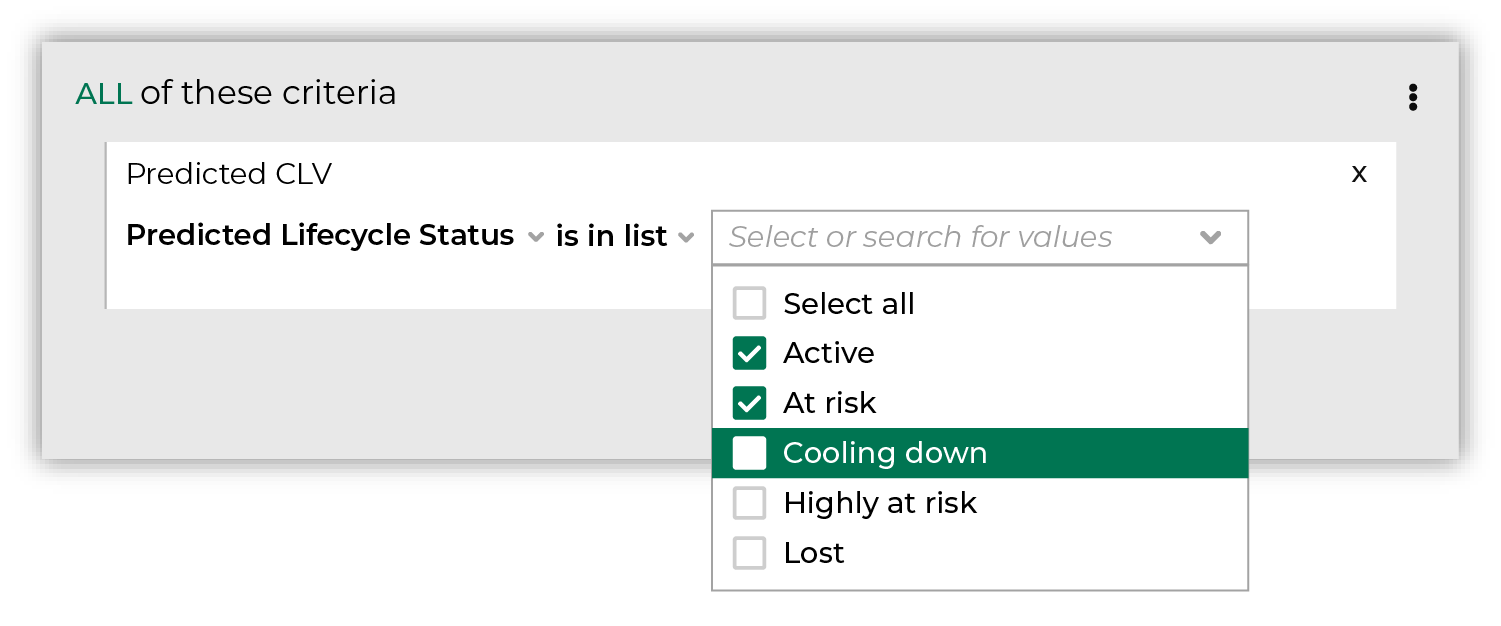 ALL of these criteria
Predicted CLV
x
Predicted Lifecycle Status is in list Select or search for values
Select all
Active
At risk
Cooling down
Highly at risk
Lost